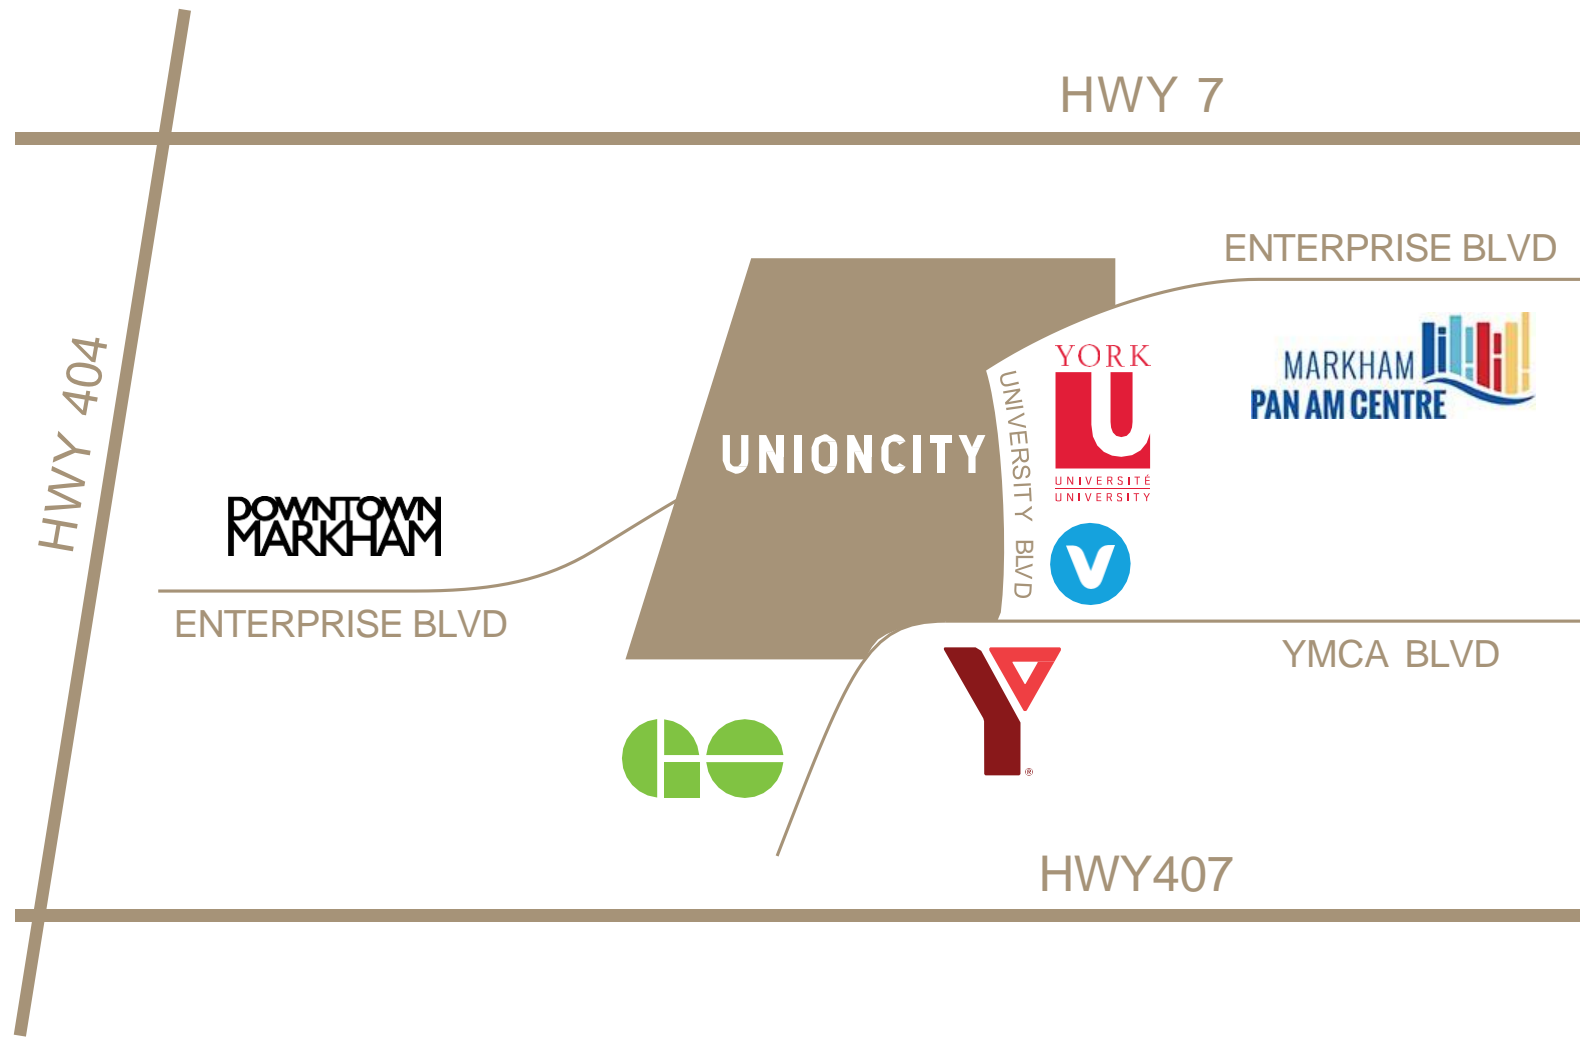 HWY 7
ENTERPRISE BLVD
HWY 404
YORK
U
UNIVERSITÉ
UNIVERSITY
MARKHAM
PAN AM CENTRE
UNIVERSITY BLVD
UNIONCITY
DOWNTOWN
MARKHAM
V
ENTERPRISE BLVD
YMCA BLVD
Y®
GO
HWY407